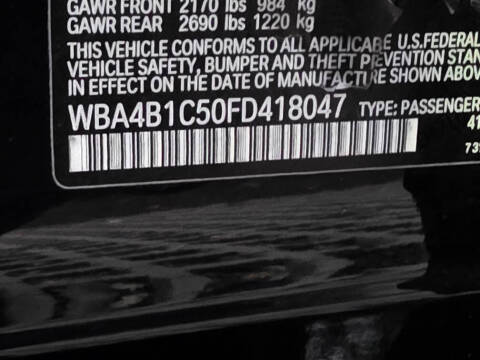 GAWR FRONT 2170 lbs 984 kg
GAWR REAR 2690 lbs 1220 kg
THIS VEHICLE CONFORMS TO ALL APPLICABLE U.S.FEDERAL
VEHICLE SAFETY, BUMPER AND THEFT PREVENTION STAN
IN EFFECT ON THE DATE OF MANUFACTURE SHOWN ABOV
WBA4B1C50FD418047 TYPE: PASSENGER
41
73